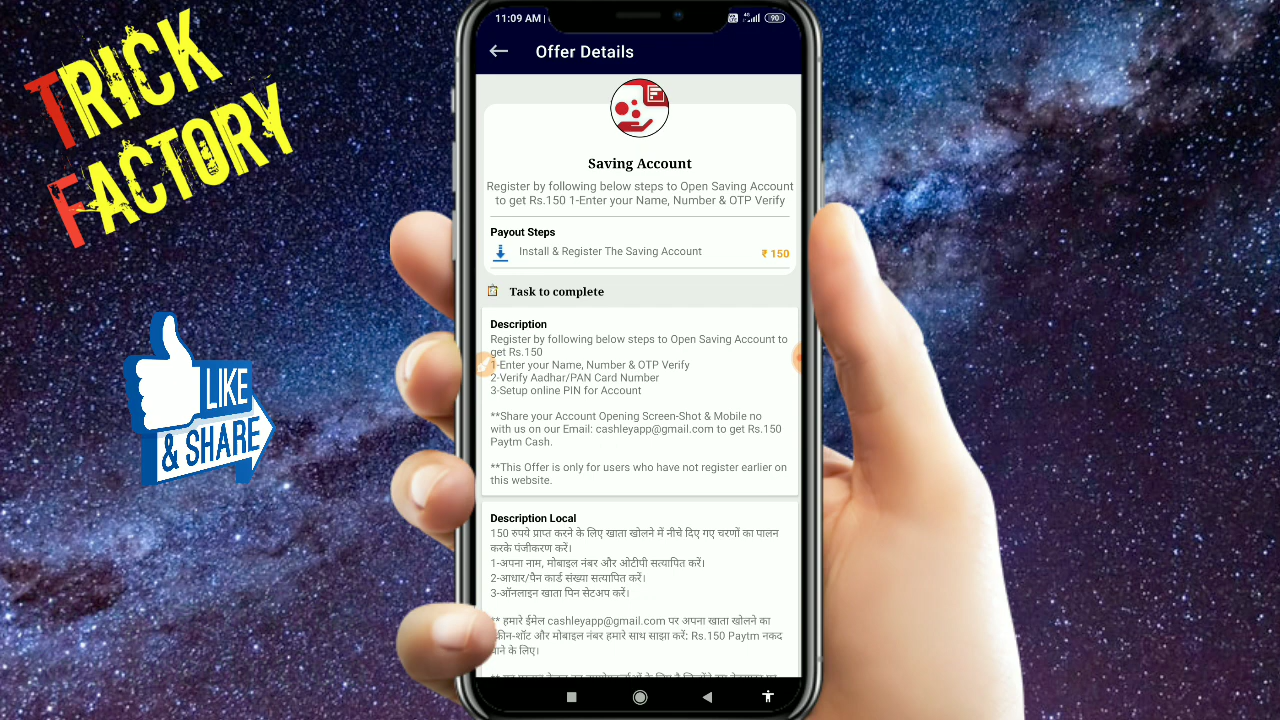 TRICK
FACTORY
LIKE
& SHARE
11:09 AM |
90
Offer Details
Saving Account
Register by following below steps to Open Saving Account
to get Rs.150 1-Enter your Name, Number & OTP Verify
Payout Steps
Install & Register The Saving Account
₹ 150
Task to complete
Description
Register by following below steps to Open Saving Account to
get Rs.150
1-Enter your Name, Number & OTP Verify
2-Verify Aadhar/PAN Card Number
3-Setup online PIN for Account
**Share your Account Opening Screen-Shot & Mobile no
with us on our Email: cashleyapp@gmail.com to get Rs.150
Paytm Cash.
**This Offer is only for users who have not register earlier on
this website.
Description Local
150 रुपये प्राप्त करने के लिए खाता खोलने में नीचे दिए गए चरणों का पालन
करके पंजीकरण करें।
1-अपना नाम, मोबाइल नंबर और ओटीपी सत्यापित करें।
2-आधार/पैन कार्ड संख्या सत्यापित करें।
3-ऑनलाइन खाता पिन सेटअप करें।
** हमारे ईमेल cashleyapp@gmail.com पर अपना खाता खोलने का
और मोबाइल नंबर हमारे साथ साझा करें: Rs.150 Paytm नकद
के लिए।